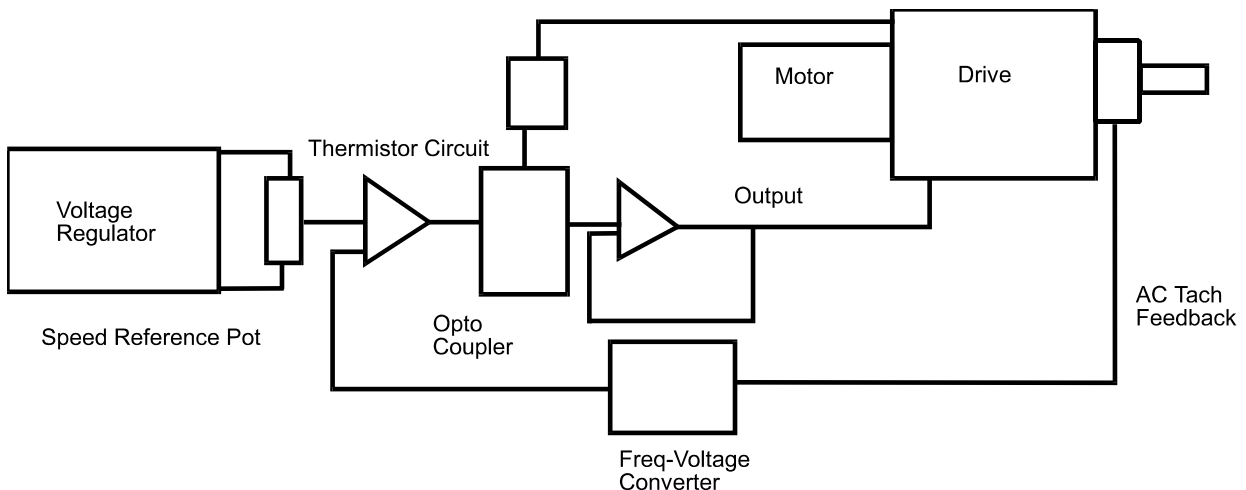 Motor
Drive
Thermistor Circuit
Voltage
Regulator
Output
Speed Reference Pot
Opto
Coupler
AC Tach
Feedback
Freq-Voltage
Converter